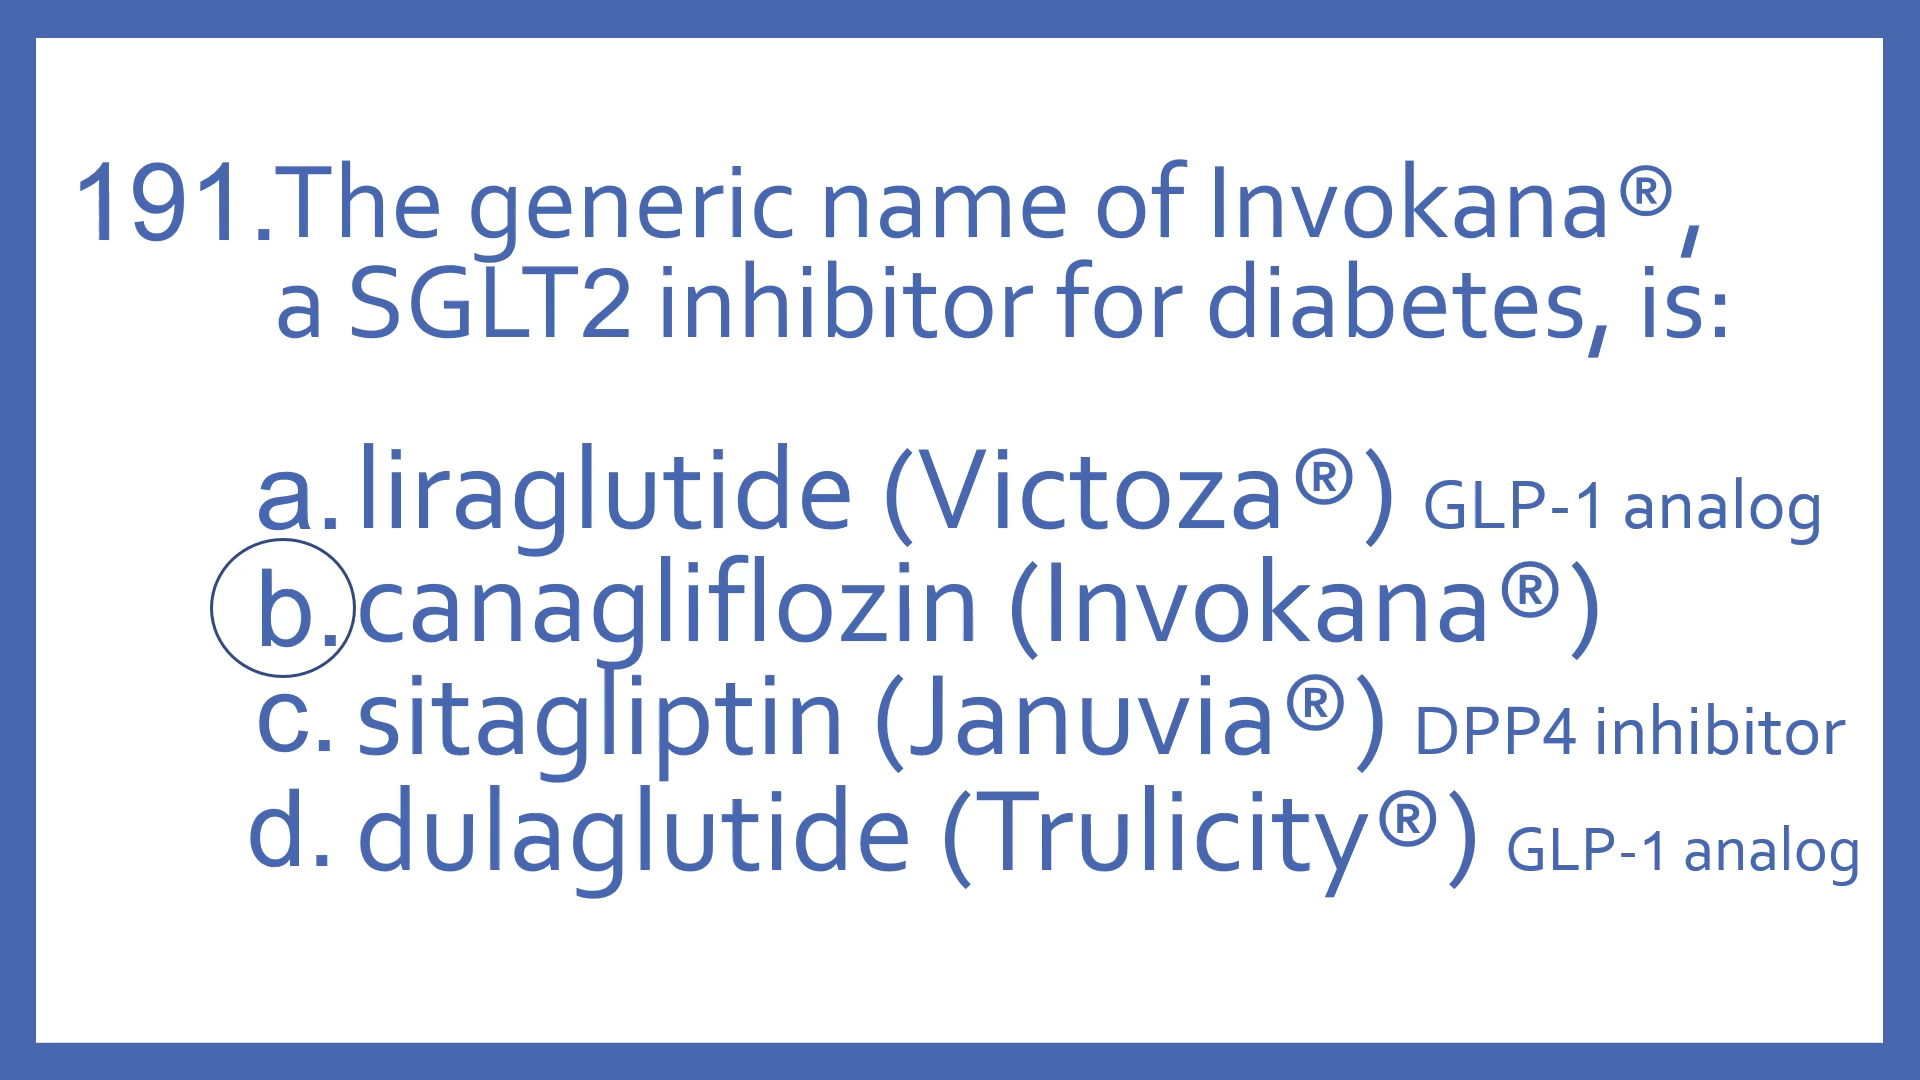 191. The generic name of Invokana®,
a SGLT2 inhibitor for diabetes, is:
a. liraglutide (Victoza®) GLP-1 analog
b. canagliflozin (Invokana®)
c. sitagliptin (Januvia®) DPP4 inhibitor
d. dulaglutide (Trulicity®) GLP-1 analog